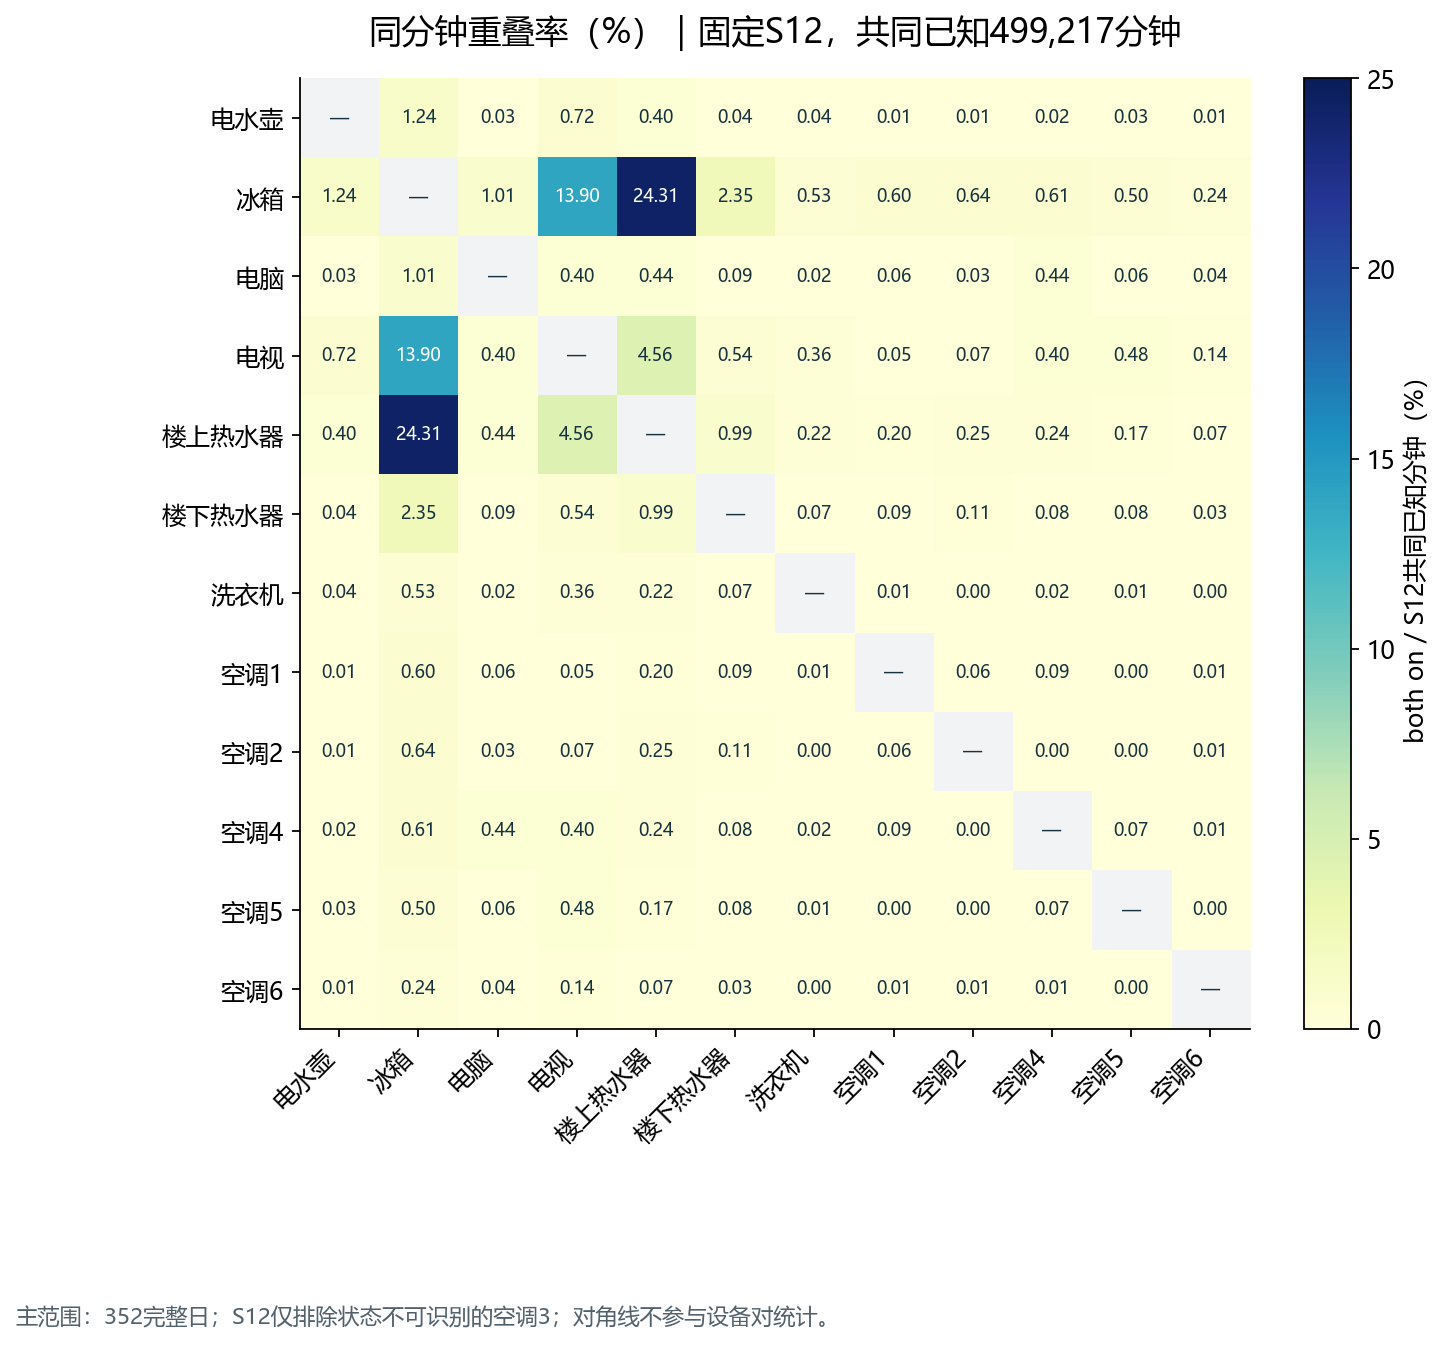 同分钟重叠率（%）｜固定S12，共同已知499,217分钟
电水壶 — 1.24 0.03 0.72 0.40 0.04 0.04 0.01 0.01 0.02 0.03 0.01
冰箱 1.24 — 1.01 13.90 24.31 2.35 0.53 0.60 0.64 0.61 0.50 0.24
电脑 0.03 1.01 — 0.40 0.44 0.09 0.02 0.06 0.03 0.44 0.06 0.04
电视 0.72 13.90 0.40 — 4.56 0.54 0.36 0.05 0.07 0.40 0.48 0.14
楼上热水器 0.40 24.31 0.44 4.56 — 0.99 0.22 0.20 0.25 0.24 0.17 0.07
楼下热水器 0.04 2.35 0.09 0.54 0.99 — 0.07 0.09 0.11 0.08 0.08 0.03
洗衣机 0.04 0.53 0.02 0.36 0.22 0.07 — 0.01 0.00 0.02 0.01 0.00
空调1 0.01 0.60 0.06 0.05 0.20 0.09 0.01 — 0.06 0.09 0.00 0.01
空调2 0.01 0.64 0.03 0.07 0.25 0.11 0.00 0.06 — 0.00 0.00 0.01
空调4 0.02 0.61 0.44 0.40 0.24 0.08 0.02 0.09 0.00 — 0.07 0.01
空调5 0.03 0.50 0.06 0.48 0.17 0.08 0.01 0.00 0.00 0.07 — 0.00
空调6 0.01 0.24 0.04 0.14 0.07 0.03 0.00 0.01 0.01 0.01 0.00 —
电水壶 冰箱 电脑 电视 楼上热水器 楼下热水器 洗衣机 空调1 空调2 空调4 空调5 空调6
25
20
15
10
5
0
both on / S12共同已知分钟（%）
主范围：352完整日；S12仅排除状态不可识别的空调3；对角线不参与设备对统计。